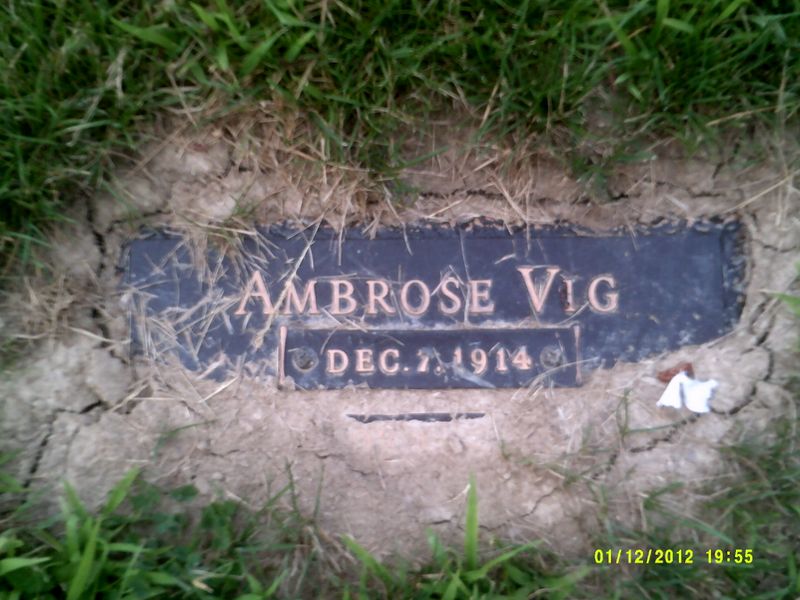 AMBROSE VIG
DEC. 7. 1914
01/12/2012 19:55